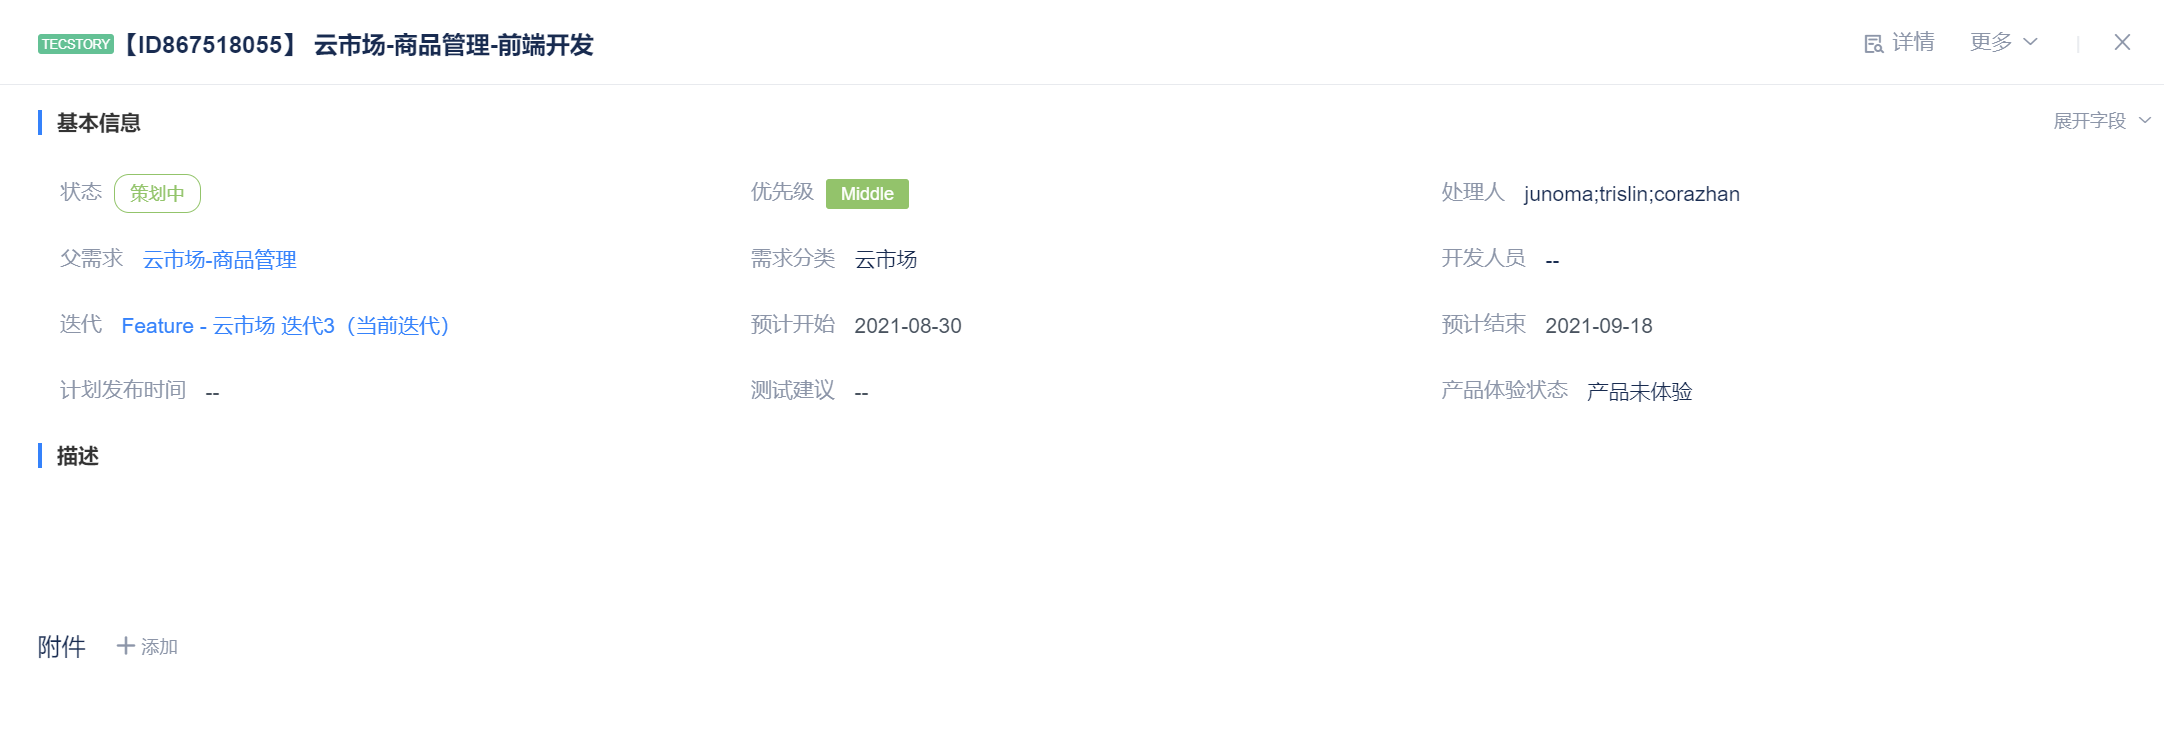 TECSTORY 【ID867518055】 云市场-商品管理-前端开发 详情 更多
基本信息 展开字段
状态 策划中 优先级 Middle 处理人 junoma;trislin;corazhan
父需求 云市场-商品管理 需求分类 云市场 开发人员 --
迭代 Feature - 云市场 迭代3（当前迭代） 预计开始 2021-08-30 预计结束 2021-09-18
计划发布时间 -- 测试建议 -- 产品体验状态 产品未体验
描述
附件 添加